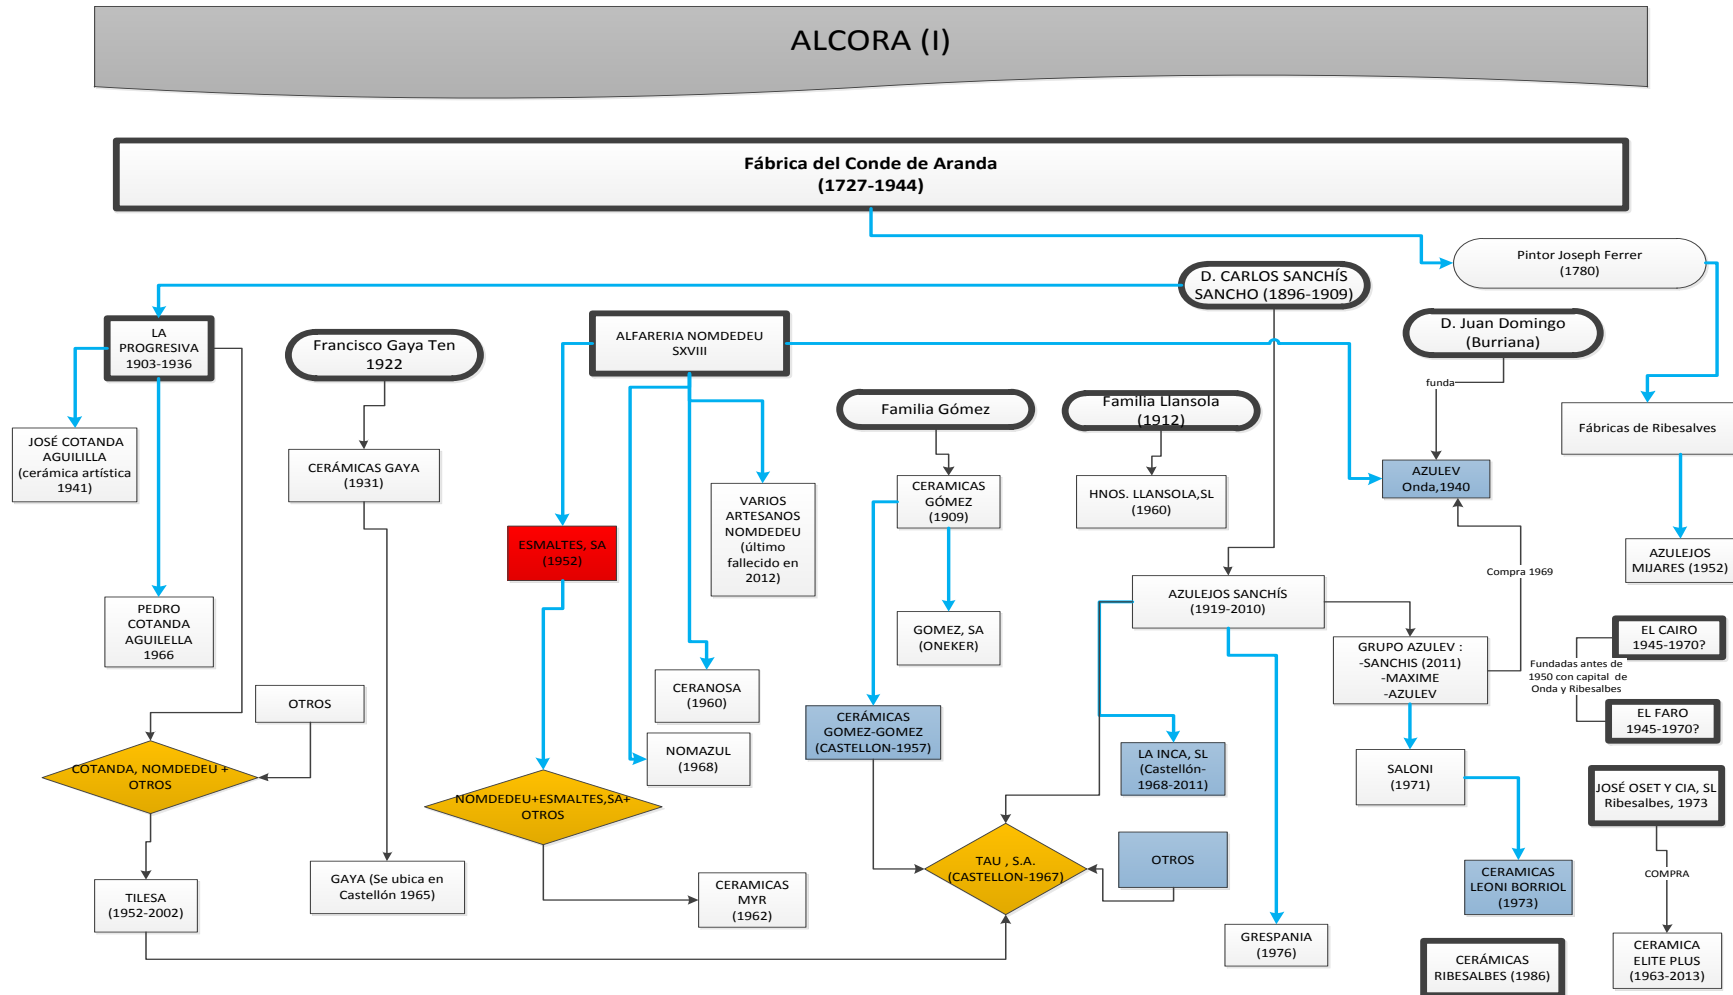 ALCORA (I)
Fábrica del Conde de Aranda
(1727-1944)
Pintor Joseph Ferrer
(1780)
D. CARLOS SANCHÍS
SANCHO (1896-1909)
LA
PROGRESIVA
1903-1936
Francisco Gaya Ten
1922
ALFARERIA NOMDEDEU
SXVIII
D. Juan Domingo
(Burriana)
funda
Familia Gómez
Familia Llansola
(1912)
Fábricas de Ribesalves
JOSÉ COTANDA
AGUILILLA
(cerámica artística
1941)
CERÁMICAS GAYA
(1931)
VARIOS
ARTESANOS
NOMDEDEU
(último
fallecido en
2012)
CERAMICAS
GÓMEZ
(1909)
HNOS. LLANSOLA,SL
(1960)
AZULEV
Onda,1940
ESMALTES, SA
(1952)
AZULEJOS
MIJARES (1952)
Compra 1969
AZULEJOS SANCHÍS
(1919-2010)
PEDRO
COTANDA
AGUILELLA
1966
GOMEZ, SA
(ONEKER)
GRUPO AZULEV :
-SANCHIS (2011)
-MAXIME
-AZULEV
EL CAIRO
1945-1970?
Fundadas antes de
1950 con capital de
Onda y Ribesalbes
EL FARO
1945-1970?
OTROS
CERANOSA
(1960)
CERÁMICAS
GOMEZ-GOMEZ
(CASTELLON-1957)
NOMAZUL
(1968)
LA INCA, SL
(Castellón-
1968-2011)
COTANDA, NOMDEDEU +
OTROS
NOMDEDEU+ESMALTES,SA+
OTROS
SALONI
(1971)
JOSÉ OSET Y CIA, SL
Ribesalbes, 1973
TAU , S.A.
(CASTELLON-1967)
OTROS
COMPRA
TILESA
(1952-2002)
GAYA (Se ubica en
Castellón 1965)
CERAMICAS
MYR
(1962)
CERAMICAS
LEONI BORRIOL
(1973)
GRESPANIA
(1976)
CERÁMICAS
RIBESALBES (1986)
CERAMICA
ELITE PLUS
(1963-2013)